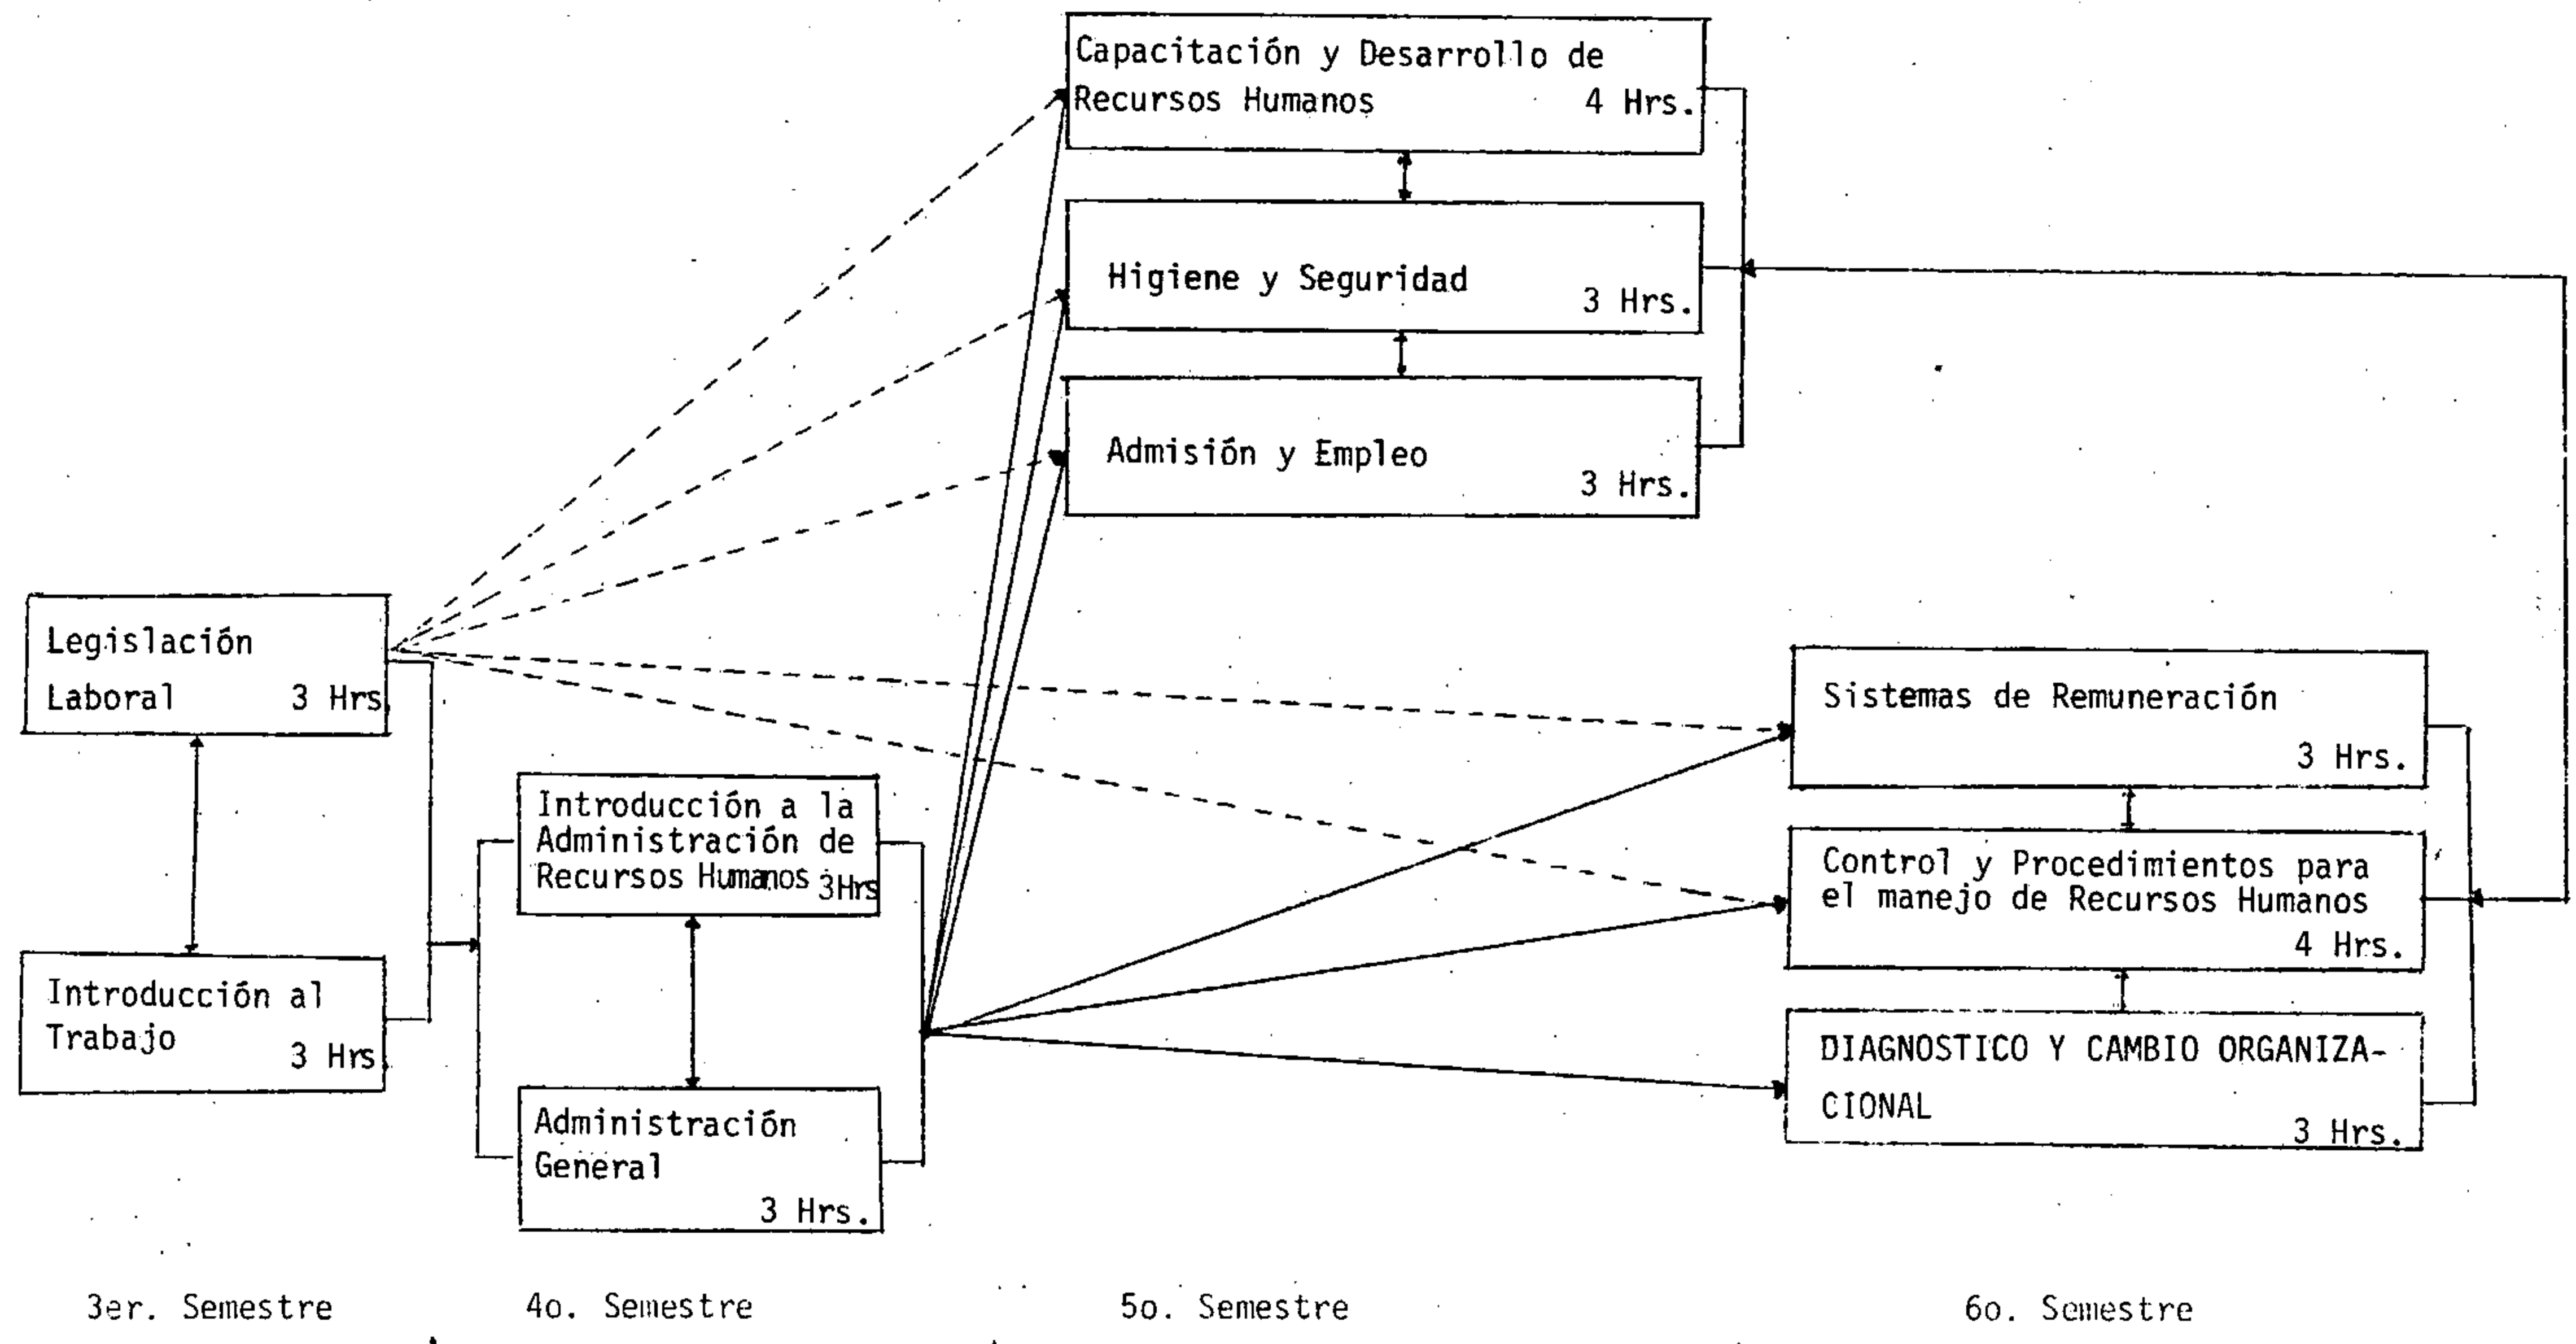 Capacitación y Desarrollo de
Recursos Humanos 4 Hrs.
Higiene y Seguridad
3 Hrs.
Admisión y Empleo
3 Hrs.
Legislación
Laboral 3 Hrs
Introducción al
Trabajo
3 Hrs
Introducción a la
Administración de
Recursos Humanos 3Hrs
Administración
General
3 Hrs.
Sistemas de Remuneración
3 Hrs.
Control y Procedimientos para
el manejo de Recursos Humanos
4 Hrs.
DIAGNOSTICO Y CAMBIO ORGANIZA-
CIONAL
3 Hrs.
3er. Semestre 4o. Semestre 5o. Semestre 6o. Semestre